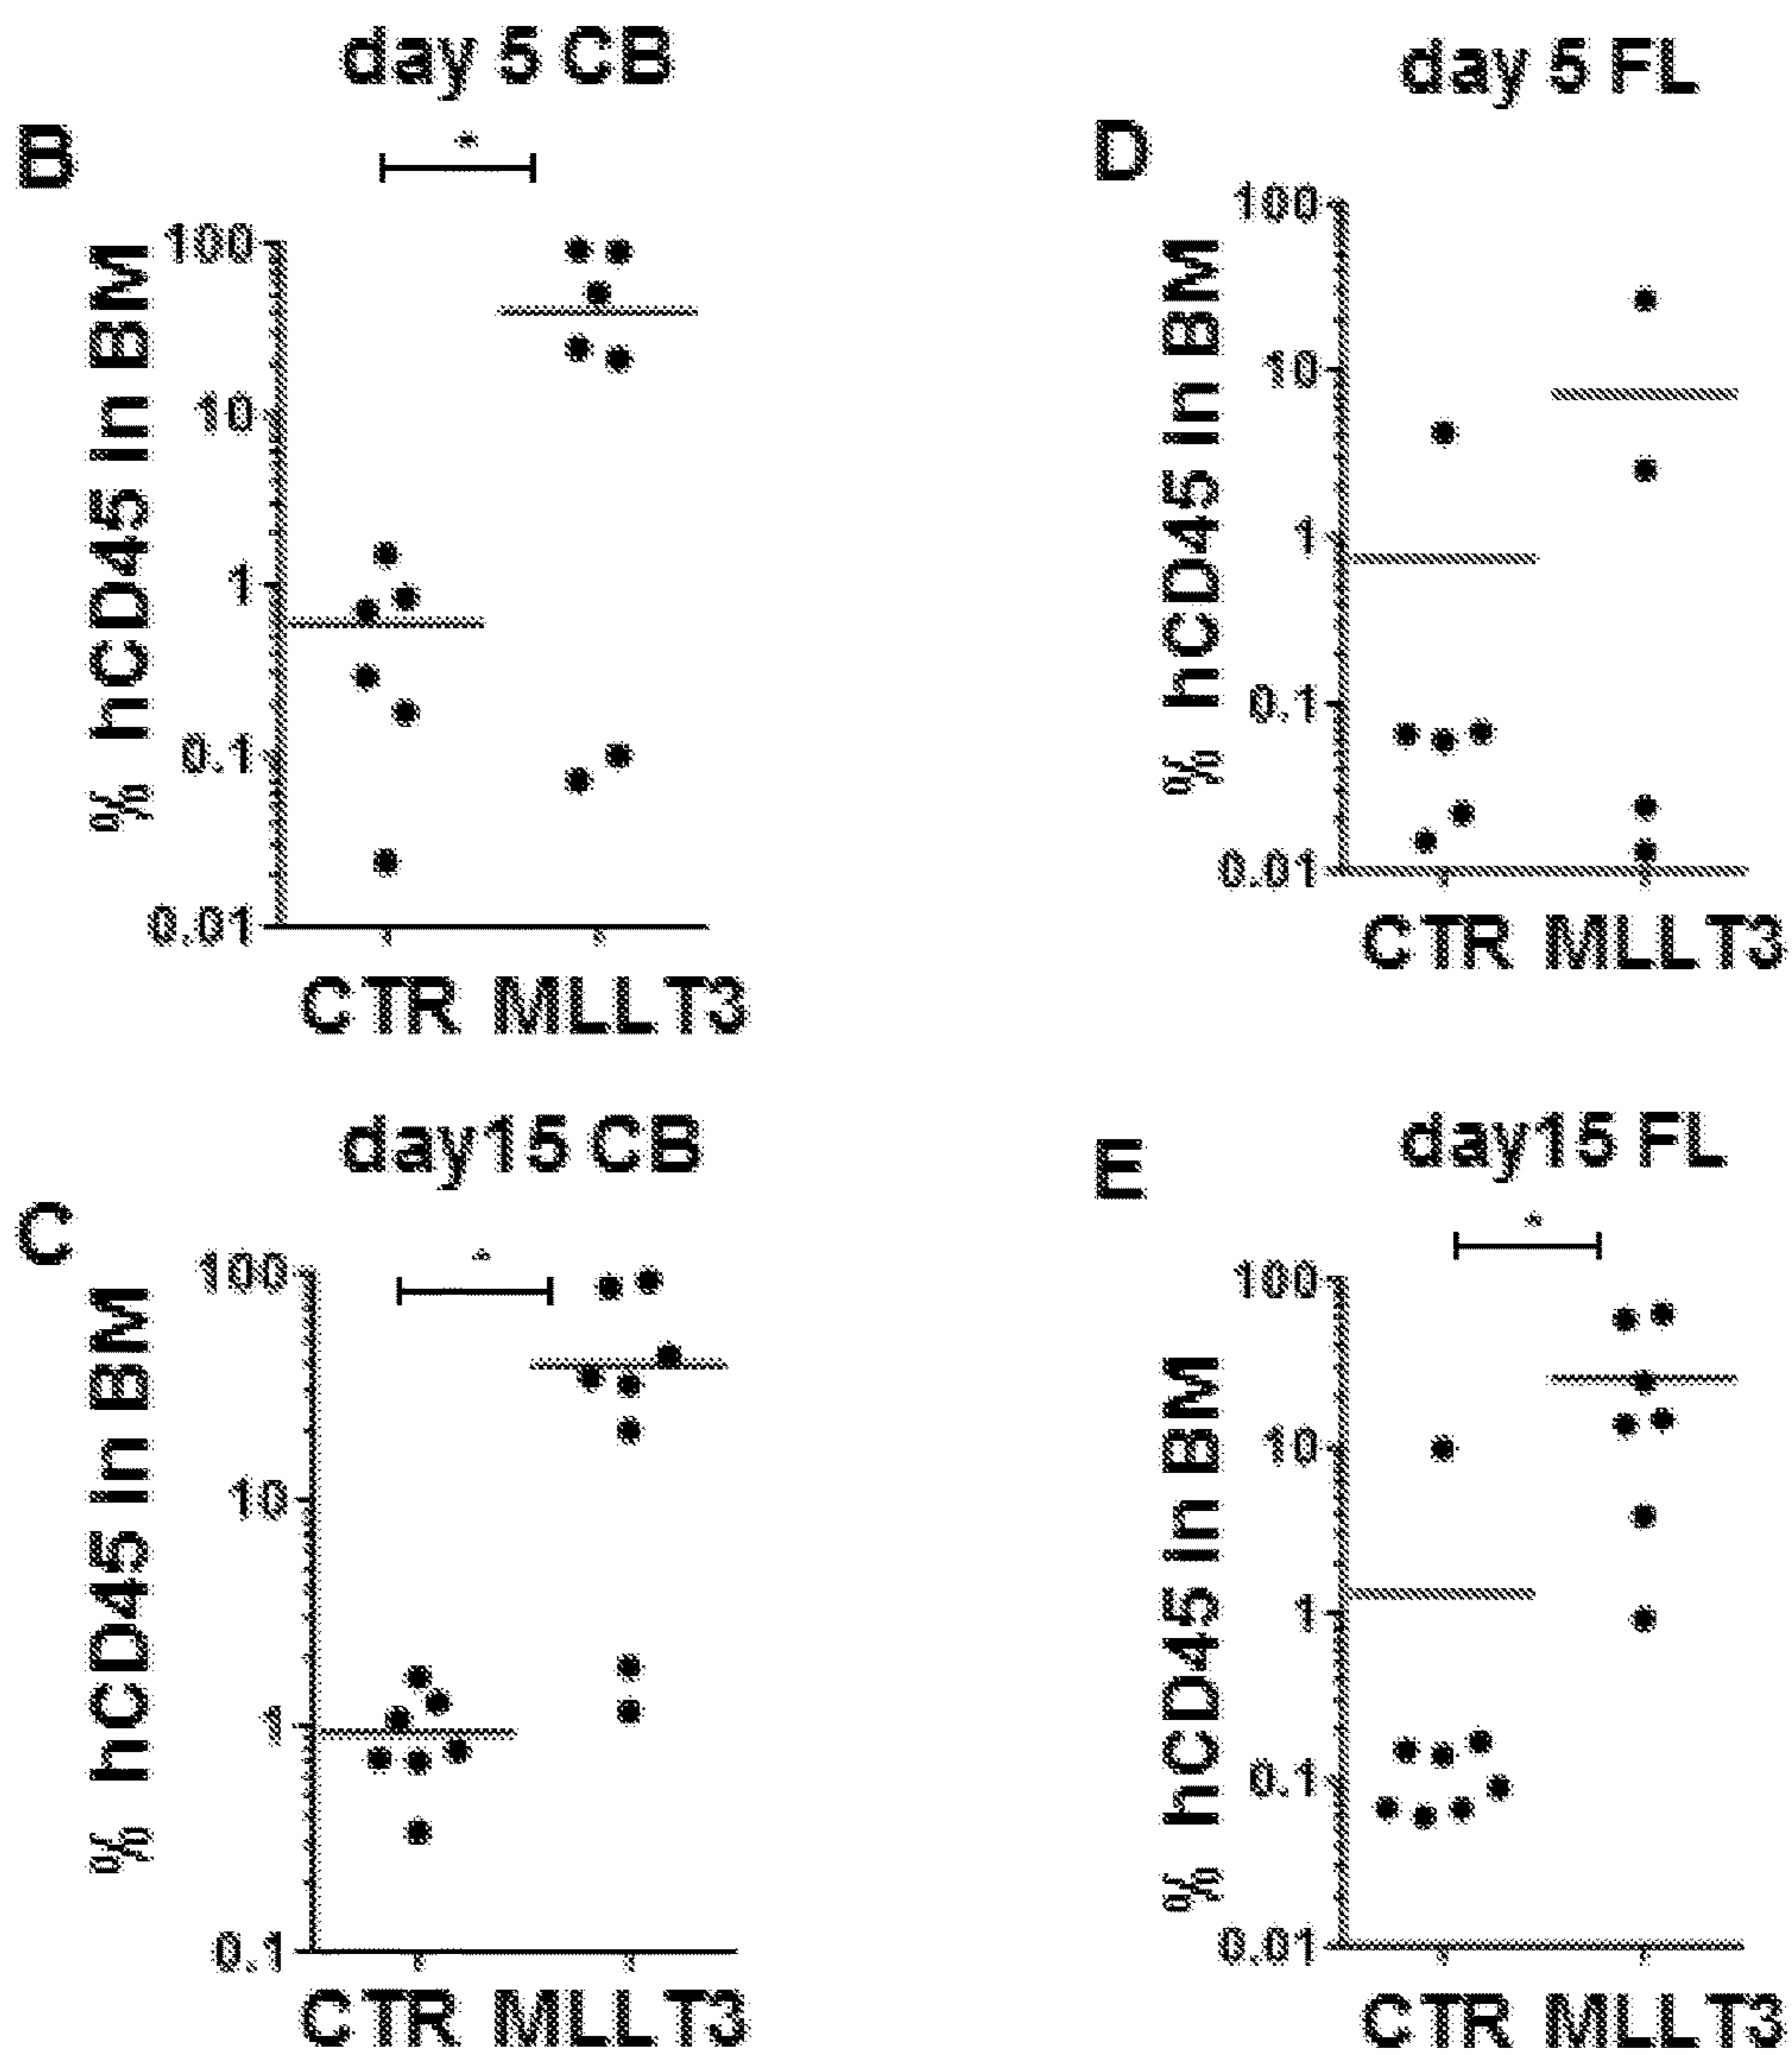 day 5 CB
B
*
% hCD45 in BM
100
10
1
0.1
0.01
CTR MLLT3
day 5 FL
D
% hCD45 in BM
100
10
1
0.1
0.01
CTR MLLT3
day15 CB
C
*
% hCD45 in BM
100
10
1
0.1
CTR MLLT3
day15 FL
E
*
% hCD45 in BM
100
10
1
0.1
0.01
CTR MLLT3